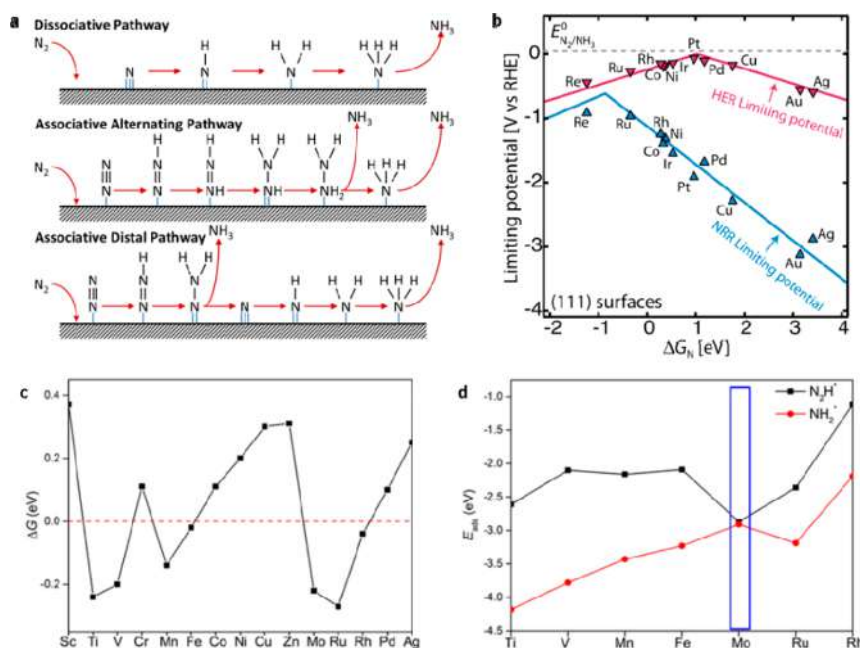 a
Dissociative Pathway
N₂
NH₃
H
H H
H H H
N N N N
Associative Alternating Pathway
NH₃
NH₃
H H H H H H
N N N N N H H H
N₂
N N NH NH NH₂ N
Associative Distal Pathway
NH₃
NH₃
H H H
N N N H H H H H H
N₂
N N N N N N N
b
E⁰N₂/NH₃
Limiting potential [V vs RHE]
0
-1
-2
-3
-4
Re Ru Rh Co Ni Ir Pt Pd Cu Au Ag
HER Limiting potential
Re Ru Rh Ni Co Ir Pt Pd Cu Au Ag
NRR Limiting potential
(111) surfaces
-2 -1 0 1 2 3 4
ΔG_N [eV]
c
ΔG (eV)
0.4
0.2
0.0
-0.2
Sc Ti V Cr Mn Fe Co Ni Cu Zn Mo Ru Rh Pd Ag
d
N₂H*
NH₂*
E_ads (eV)
-1.0
-1.5
-2.0
-2.5
-3.0
-3.5
-4.0
-4.5
Ti V Mn Fe Mo Ru Rh